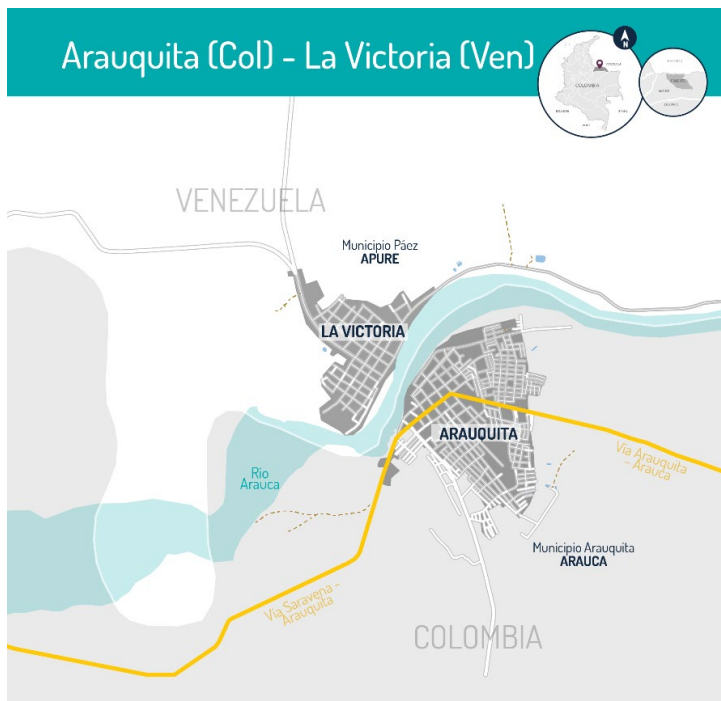 Arauquita (Col) - La Victoria (Ven)
N
COLOMBIA
VENEZUELA
Municipio Páez
APURE
LA VICTORIA
ARAUQUITA
Vía Arauquita
- Arauca
Río
Arauca
Municipio Arauquita
ARAUCA
Vía Saravena -
Arauquita
COLOMBIA